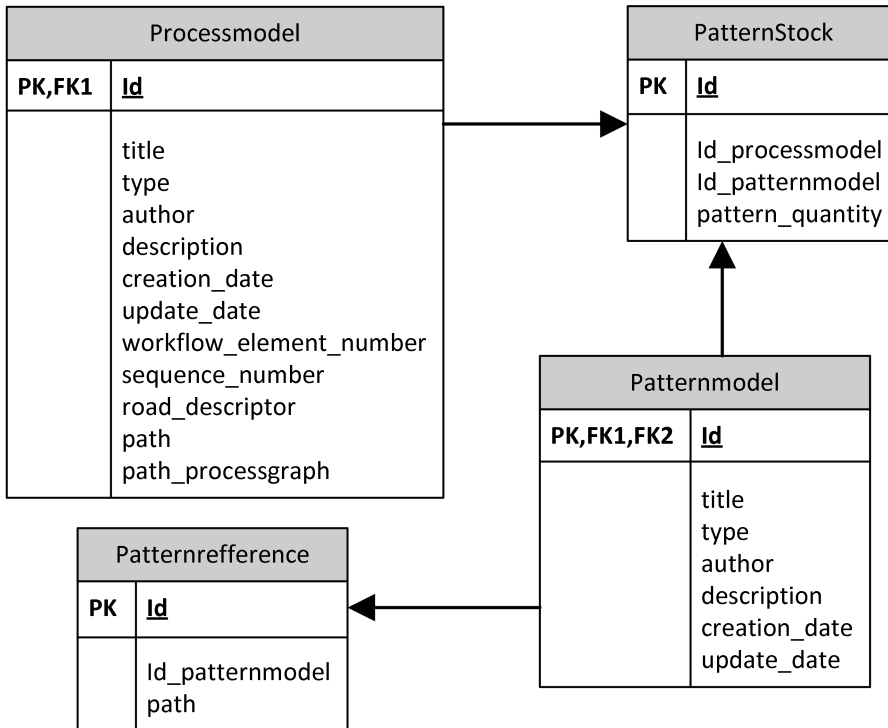 Processmodel
PK,FK1 Id
title
type
author
description
creation_date
update_date
workflow_element_number
sequence_number
road_descriptor
path
path_processgraph
PatternStock
PK Id
Id_processmodel
Id_patternmodel
pattern_quantity
Patternmodel
PK,FK1,FK2 Id
title
type
author
description
creation_date
update_date
Patternrefference
PK Id
Id_patternmodel
path